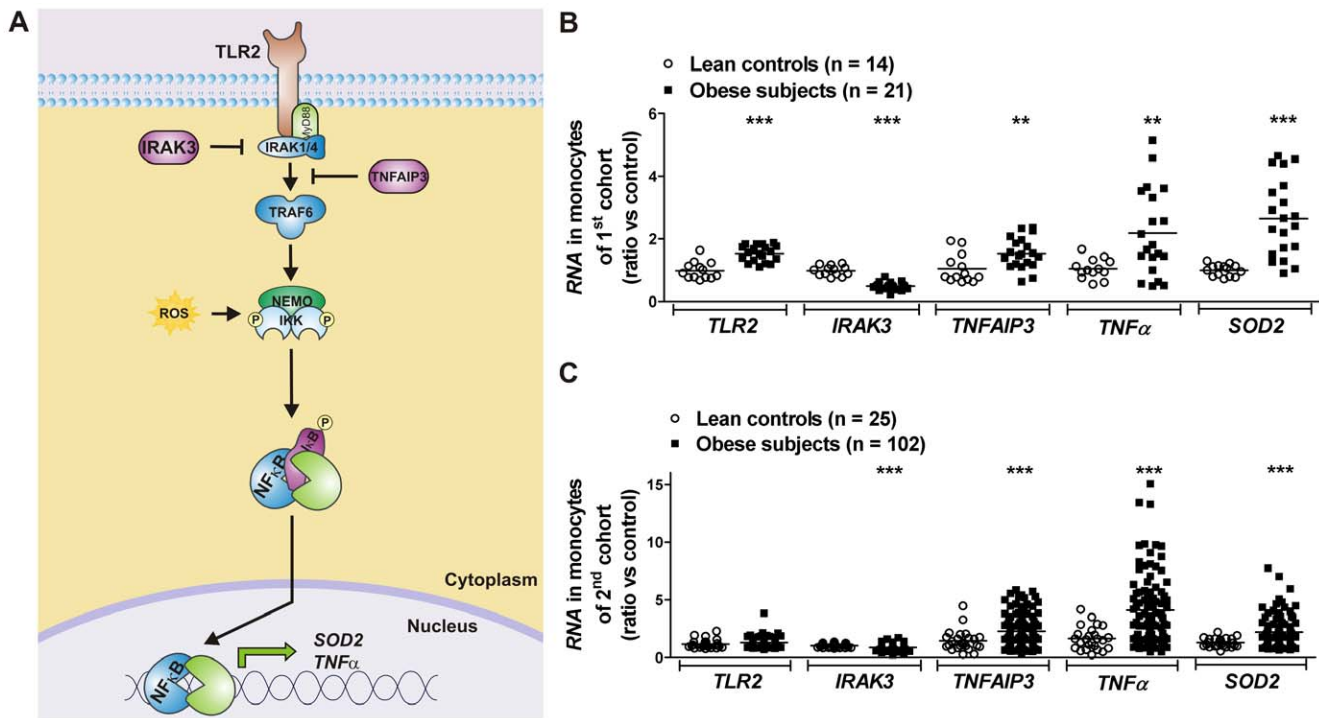 A
TLR2
MyD88
IRAK3
IRAK1/4
TNFAIP3
TRAF6
ROS
NEMO
P
IKK
P
P
IκB
NFκB
Cytoplasm
Nucleus
SOD2
TNFα
NFκB
B
Lean controls (n = 14)
Obese subjects (n = 21)
RNA in monocytes
of 1st cohort
(ratio vs control)
6
4
2
0
***
***
**
**
***
TLR2
IRAK3
TNFAIP3
TNFα
SOD2
C
Lean controls (n = 25)
Obese subjects (n = 102)
RNA in monocytes
of 2nd cohort
(ratio vs control)
15
10
5
0
***
***
***
***
TLR2
IRAK3
TNFAIP3
TNFα
SOD2